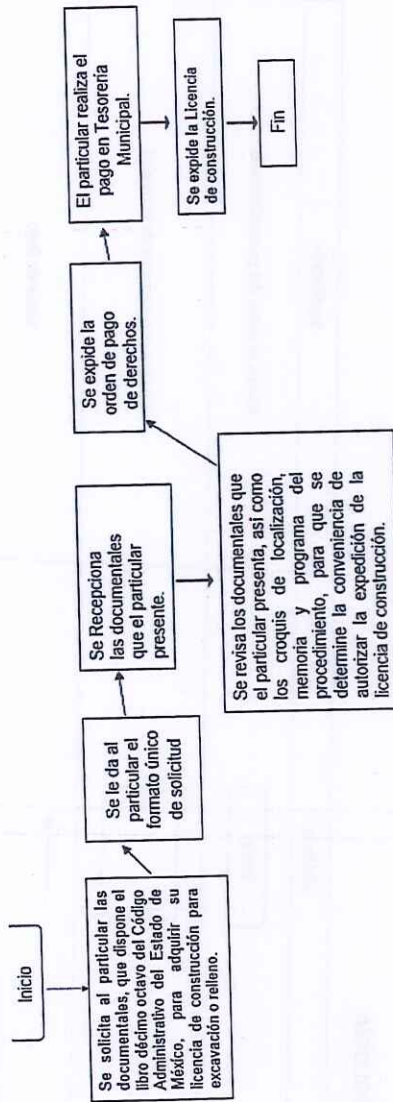 Inicio
Se solicita al particular las
documentales, que dispone el
libro décimo octavo del Código
Administrativo del Estado de
México, para adquirir su
licencia de construcción para
excavación o relleno.
Se le da al
particular el
formato único
de solicitud
Se Recepciona
las documentales
que el particular
presente.
Se revisa los documentales que
el particular presenta, así como
los croquis de localización,
memoria y programa del
procedimiento, para que se
determine la conveniencia de
autorizar la expedición de la
licencia de construcción.
Se expide la
orden de pago
de derechos.
El particular realiza el
pago en Tesorería
Municipal.
Se expide la Licencia
de construcción.
Fin